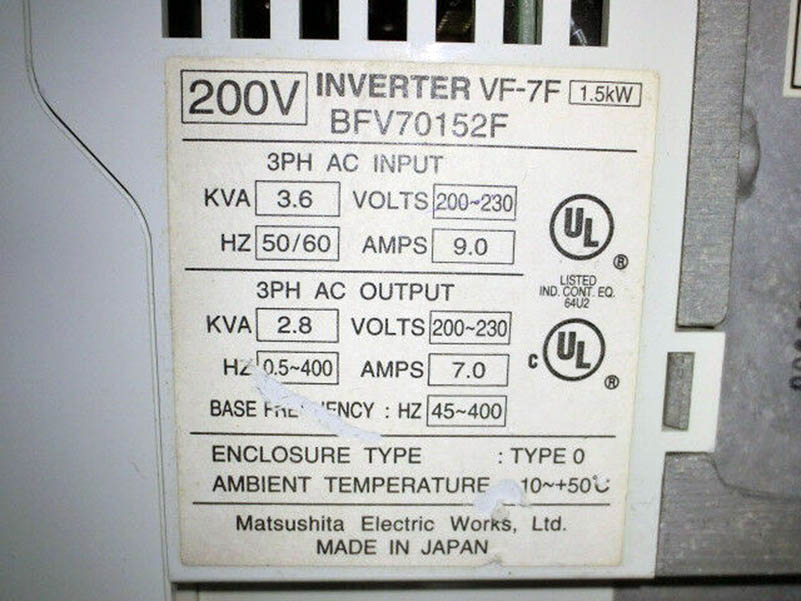 200V INVERTER VF-7F 1.5kW
BFV70152F
3PH AC INPUT
KVA 3.6 VOLTS 200~230
HZ 50/60 AMPS 9.0
UL ®
LISTED
IND. CONT. EQ.
64U2
3PH AC OUTPUT
KVA 2.8 VOLTS 200~230
HZ 0.5~400 AMPS 7.0
C UL ®
BASE : HZ 45~400
ENCLOSURE TYPE : TYPE 0
AMBIENT TEMPERATURE 10~+50℃
Matsushita Electric Works, Ltd.
MADE IN JAPAN